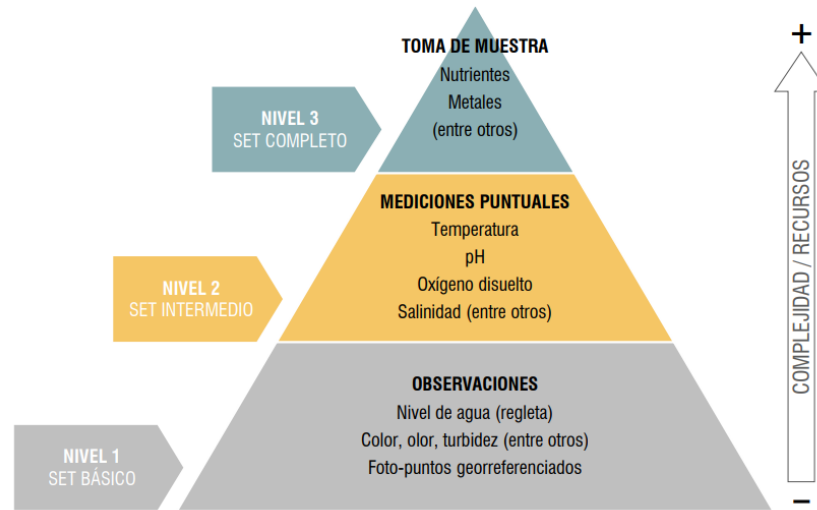 TOMA DE MUESTRA
Nutrientes
Metales
(entre otros)
NIVEL 3
SET COMPLETO
MEDICIONES PUNTUALES
Temperatura
pH
Oxígeno disuelto
Salinidad (entre otros)
NIVEL 2
SET INTERMEDIO
OBSERVACIONES
Nivel de agua (regleta)
Color, olor, turbidez (entre otros)
Foto-puntos georreferenciados
NIVEL 1
SET BÁSICO
+
COMPLEJIDAD / RECURSOS
–